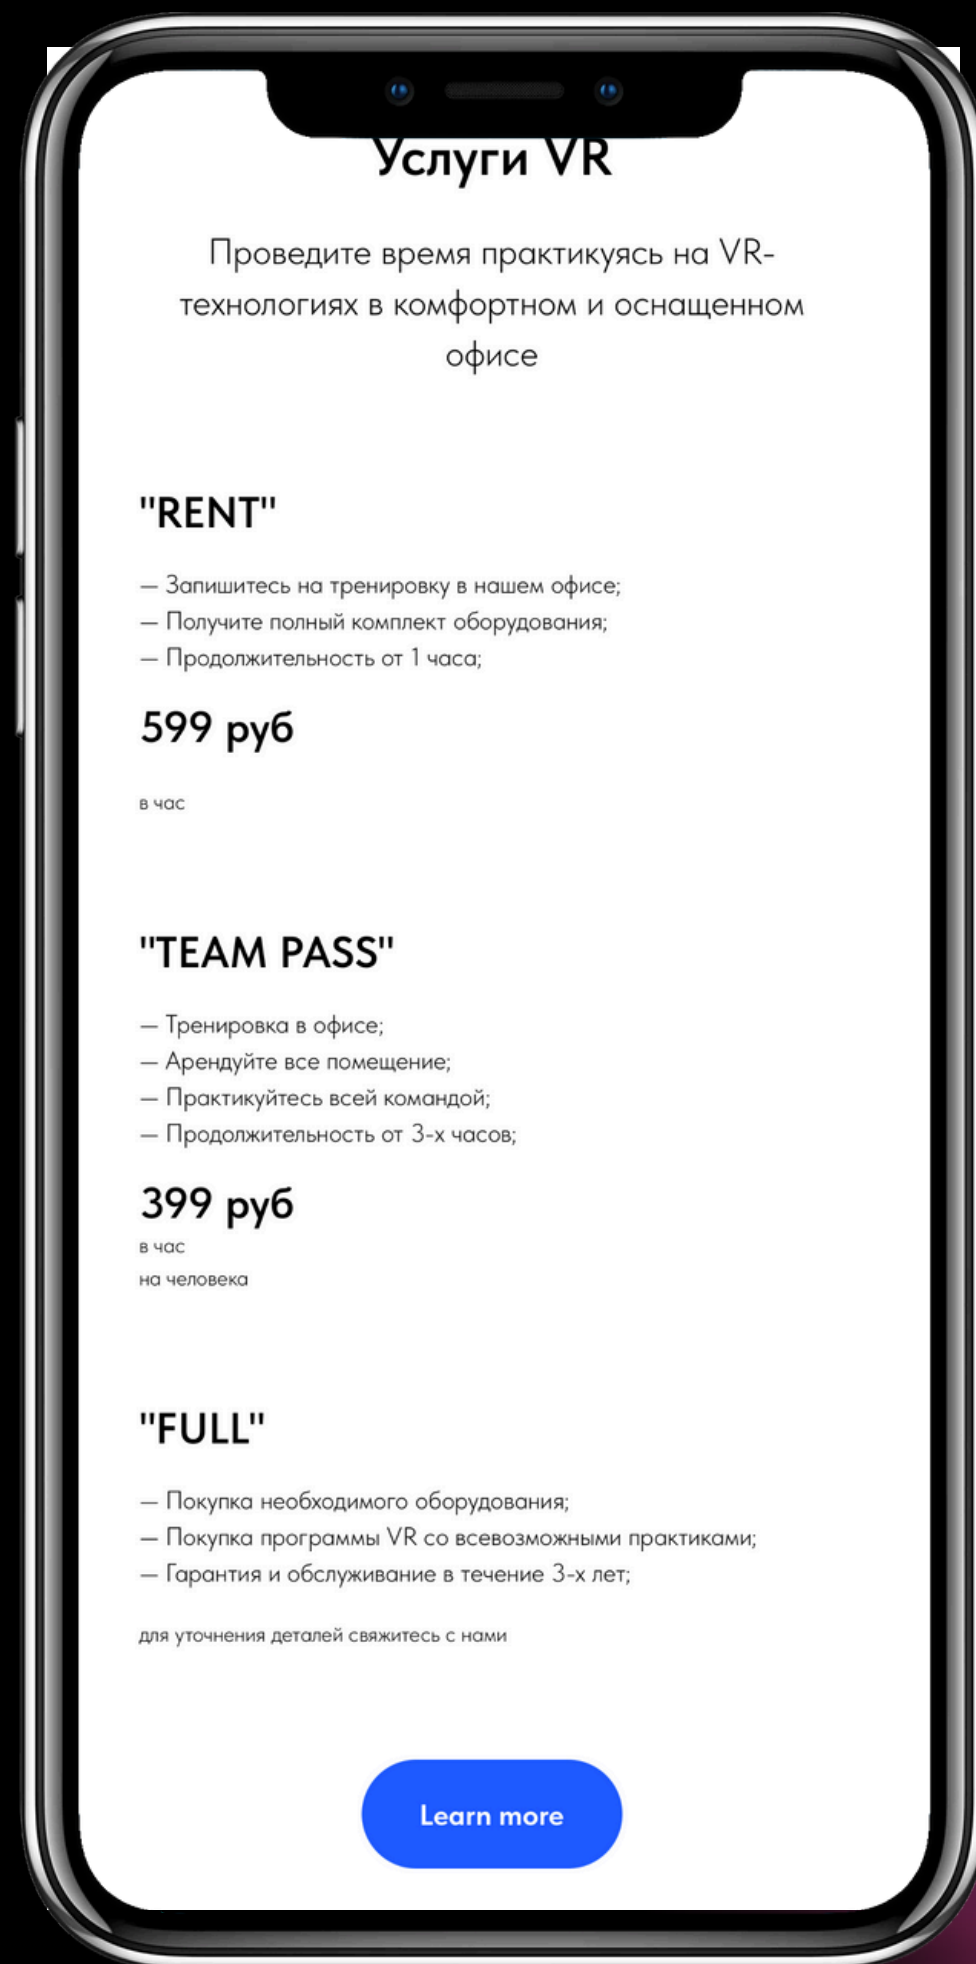 Услуги VR
Проведите время практикуясь на VR-
технологиях в комфортном и оснащенном
офисе
"RENT"
— Запишитесь на тренировку в нашем офисе;
— Получите полный комплект оборудования;
— Продолжительность от 1 часа;
599 руб
в час
"TEAM PASS"
— Тренировка в офисе;
— Арендуйте все помещение;
— Практикуйтесь всей командой;
— Продолжительность от 3-х часов;
399 руб
в час
на человека
"FULL"
— Покупка необходимого оборудования;
— Покупка программы VR со всевозможными практиками;
— Гарантия и обслуживание в течение 3-х лет;
для уточнения деталей свяжитесь с нами
Learn more